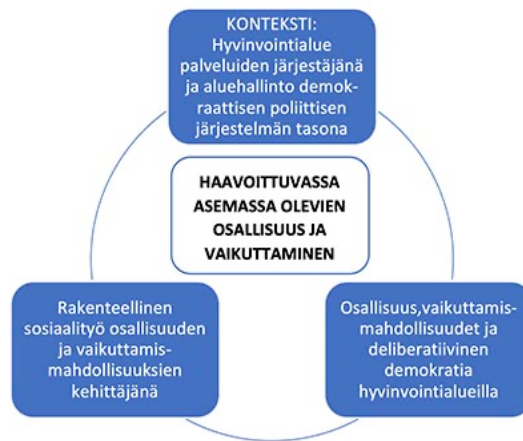 KONTEKSTI:
Hyvinvointialue
palveluiden järjestäjänä
ja aluehallinto demok-
raattisen poliittisen
järjestelmän tasona
HAAVOITTUVASSA
ASEMASSA OLEVIEN
OSALLISUUS JA
VAIKUTTAMINEN
Rakenteellinen
sosiaalityö osallisuuden
ja vaikuttamis-
mahdollisuuksien
kehittäjänä
Osallisuus,vaikuttamis-
mahdollisuudet ja
deliberatiivinen
demokratia
hyvinvointialueilla